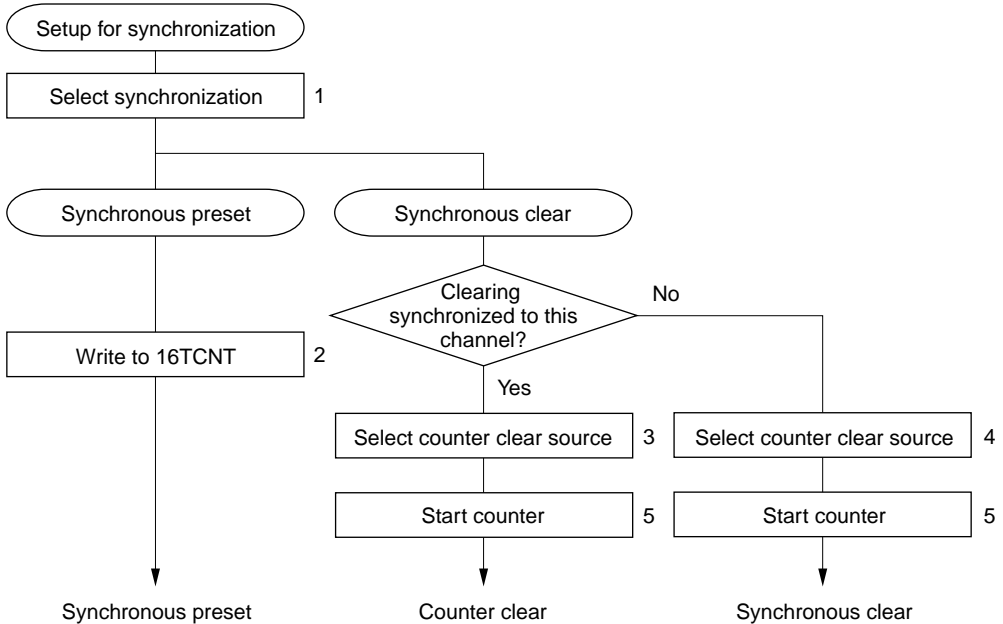 Setup for synchronization
Select synchronization 1
Synchronous preset
Synchronous clear
Clearing
synchronized to this
channel?
No
Write to 16TCNT 2
Yes
Select counter clear source 3
Select counter clear source 4
Start counter 5
Start counter 5
Synchronous preset
Counter clear
Synchronous clear